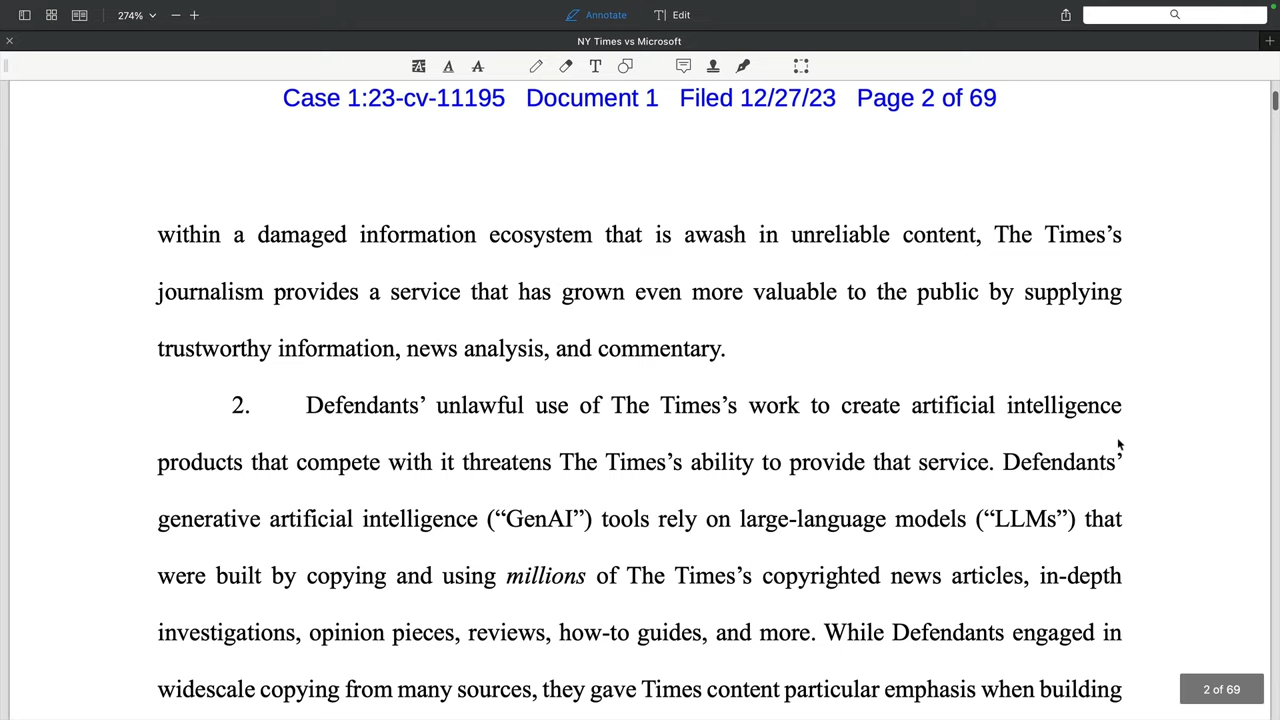 274%
Annotate
Edit
NY Times vs Microsoft
Case 1:23-cv-11195 Document 1 Filed 12/27/23 Page 2 of 69
within a damaged information ecosystem that is awash in unreliable content, The Times’s
journalism provides a service that has grown even more valuable to the public by supplying
trustworthy information, news analysis, and commentary.
2. Defendants’ unlawful use of The Times’s work to create artificial intelligence
products that compete with it threatens The Times’s ability to provide that service. Defendants’
generative artificial intelligence (“GenAI”) tools rely on large-language models (“LLMs”) that
were built by copying and using millions of The Times’s copyrighted news articles, in-depth
investigations, opinion pieces, reviews, how-to guides, and more. While Defendants engaged in
widescale copying from many sources, they gave Times content particular emphasis when building
2 of 69